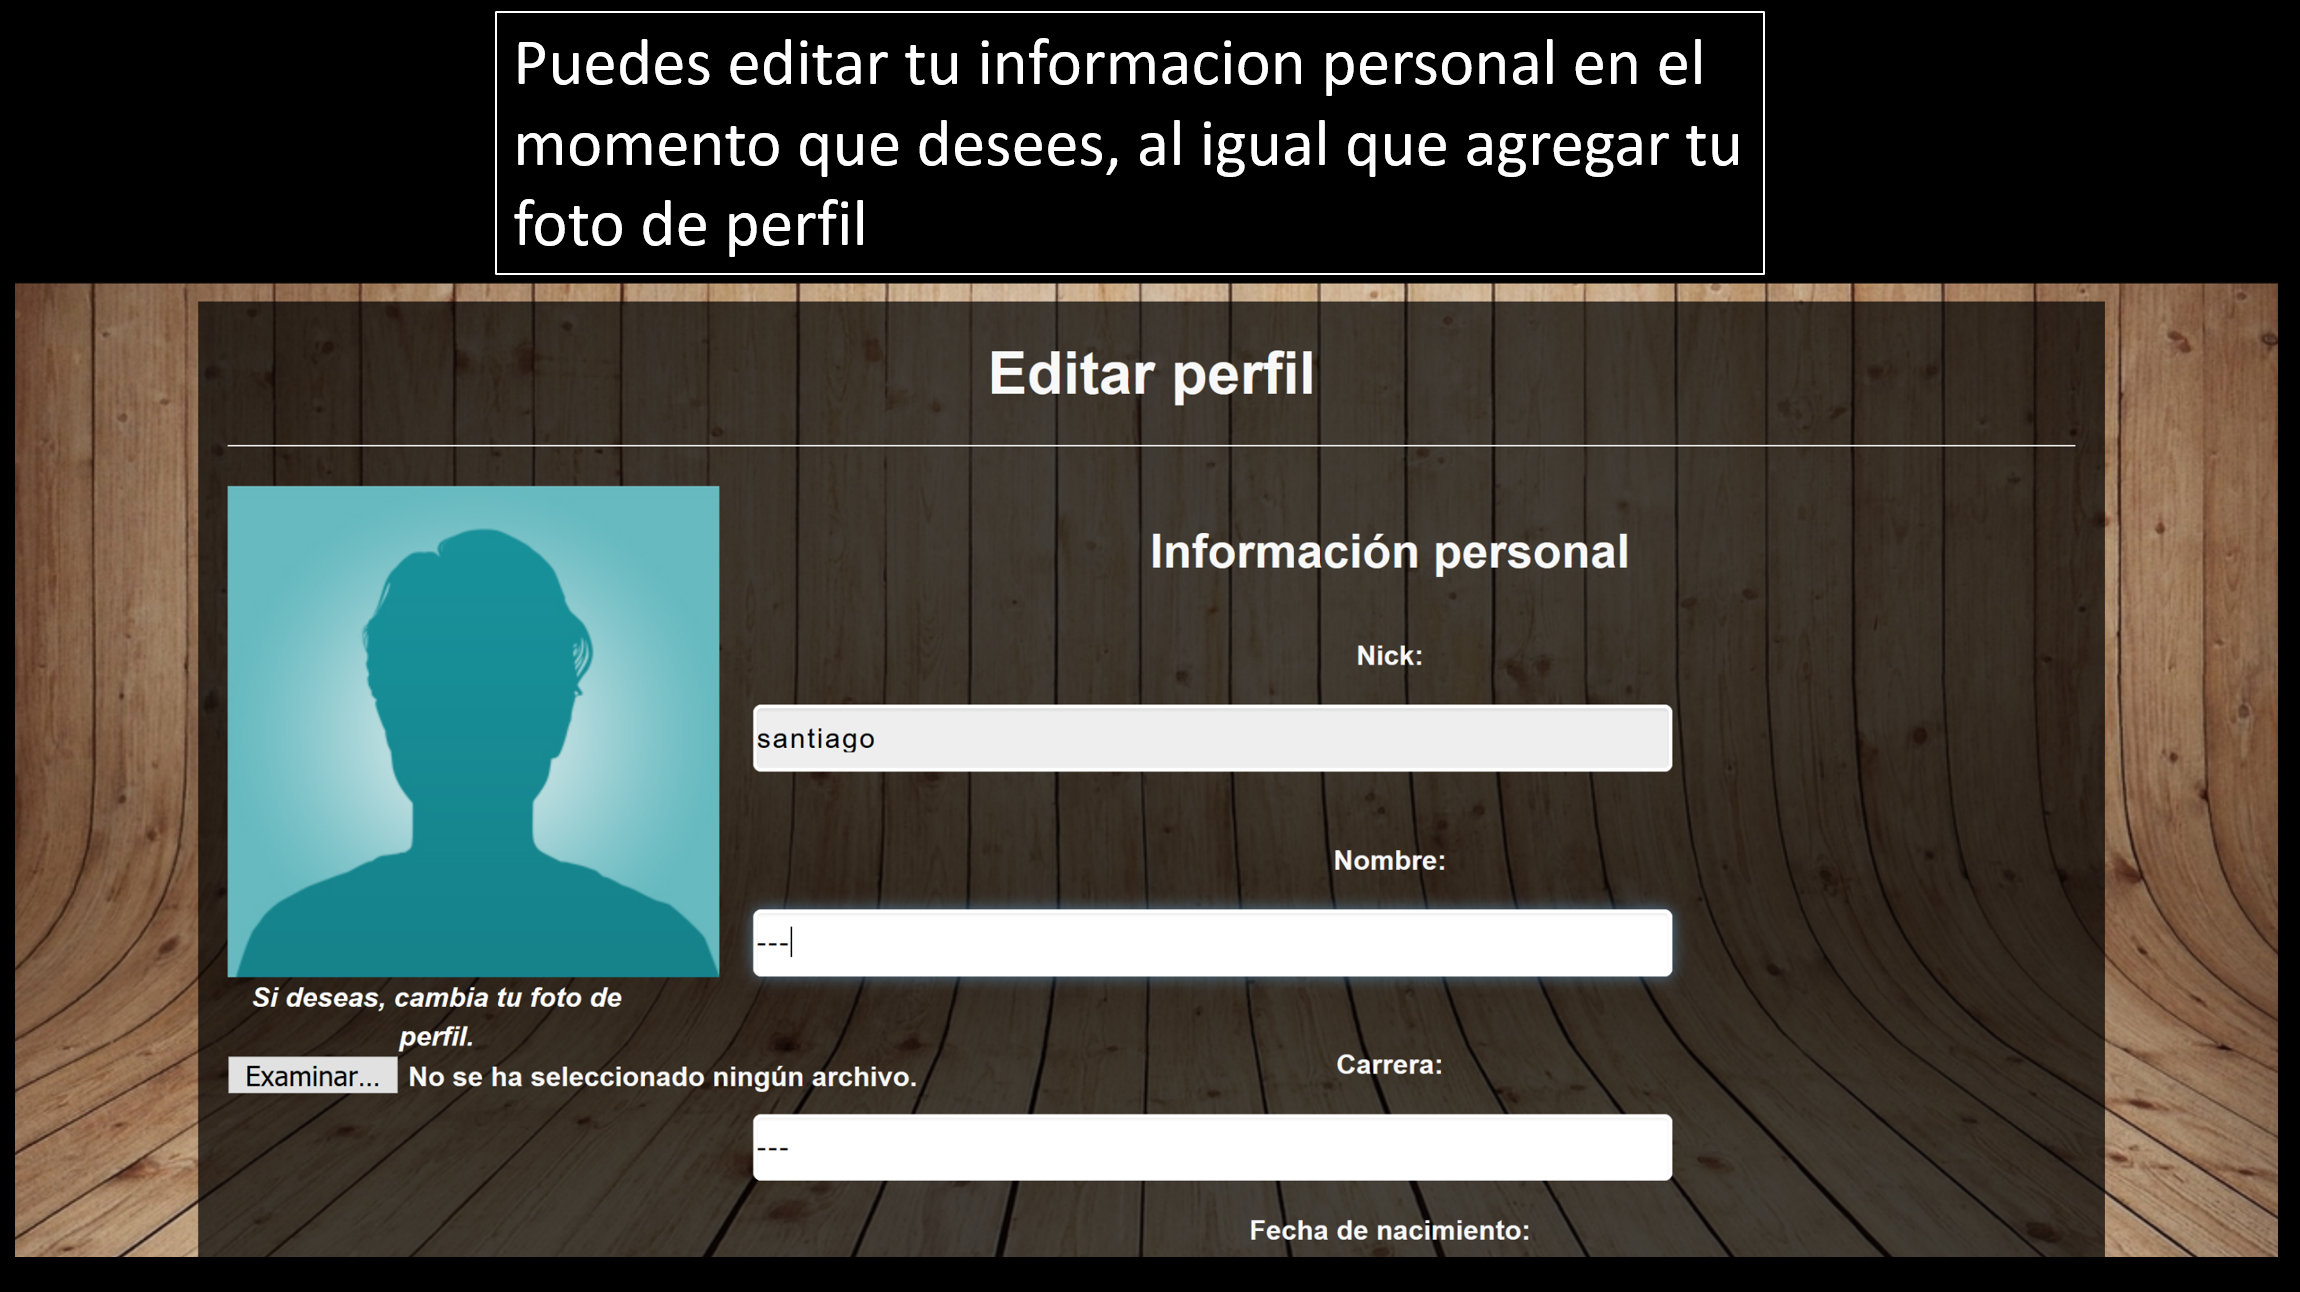 Puedes editar tu informacion personal en el
momento que desees, al igual que agregar tu
foto de perfil
Editar perfil
Información personal
Nick:
santiago
Nombre:
---
Si deseas, cambia tu foto de
perfil.
Examinar... No se ha seleccionado ningún archivo.
Carrera:
---
Fecha de nacimiento: